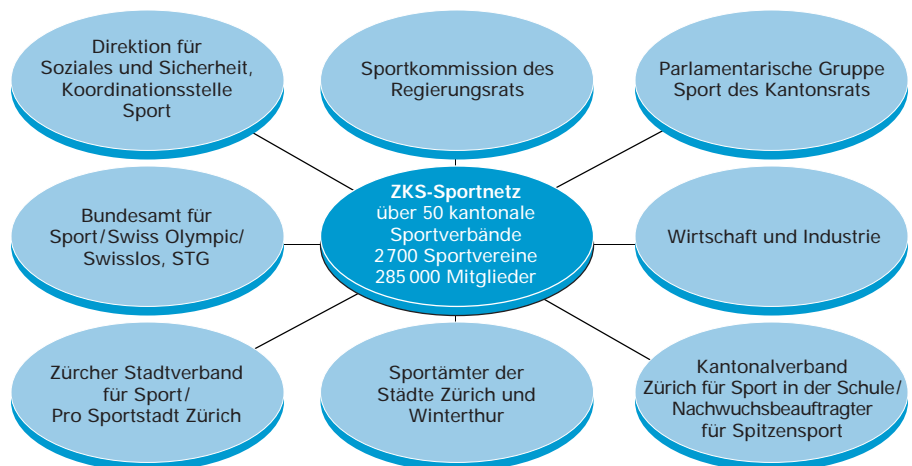 Direktion für
Soziales und Sicherheit,
Koordinationsstelle
Sport
Sportkommission des
Regierungsrats
Parlamentarische Gruppe
Sport des Kantonsrats
Bundesamt für
Sport/Swiss Olympic/
Swisslos, STG
ZKS-Sportnetz
über 50 kantonale
Sportverbände
2700 Sportvereine
285000 Mitglieder
Wirtschaft und Industrie
Zürcher Stadtverband
für Sport/
Pro Sportstadt Zürich
Sportämter der
Städte Zürich und
Winterthur
Kantonalverband
Zürich für Sport in der Schule/
Nachwuchsbeauftragter
für Spitzensport